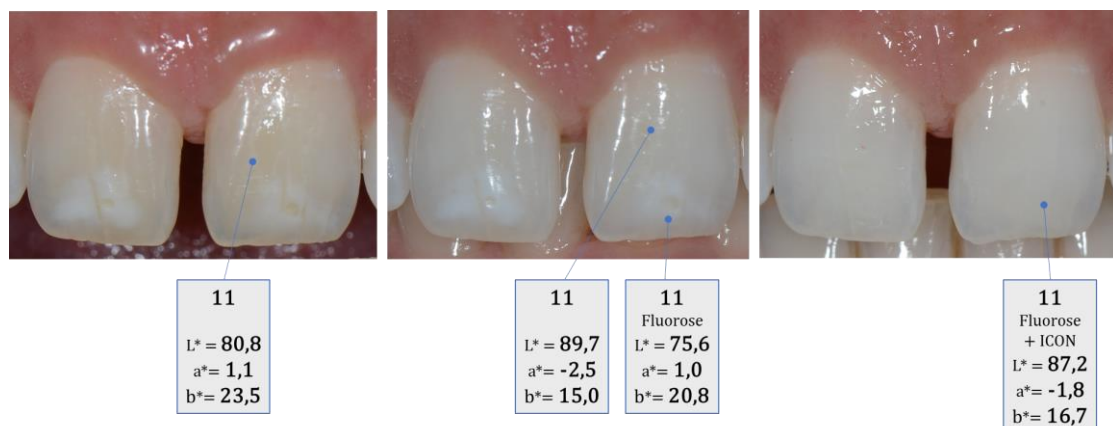 11
L* = 80,8
a*= 1,1
b*= 23,5
11
L* = 89,7
a*= -2,5
b*= 15,0
11
Fluorose
L* = 75,6
a*= 1,0
b*= 20,8
11
Fluorose
+ ICON
L* = 87,2
a*= -1,8
b*= 16,7